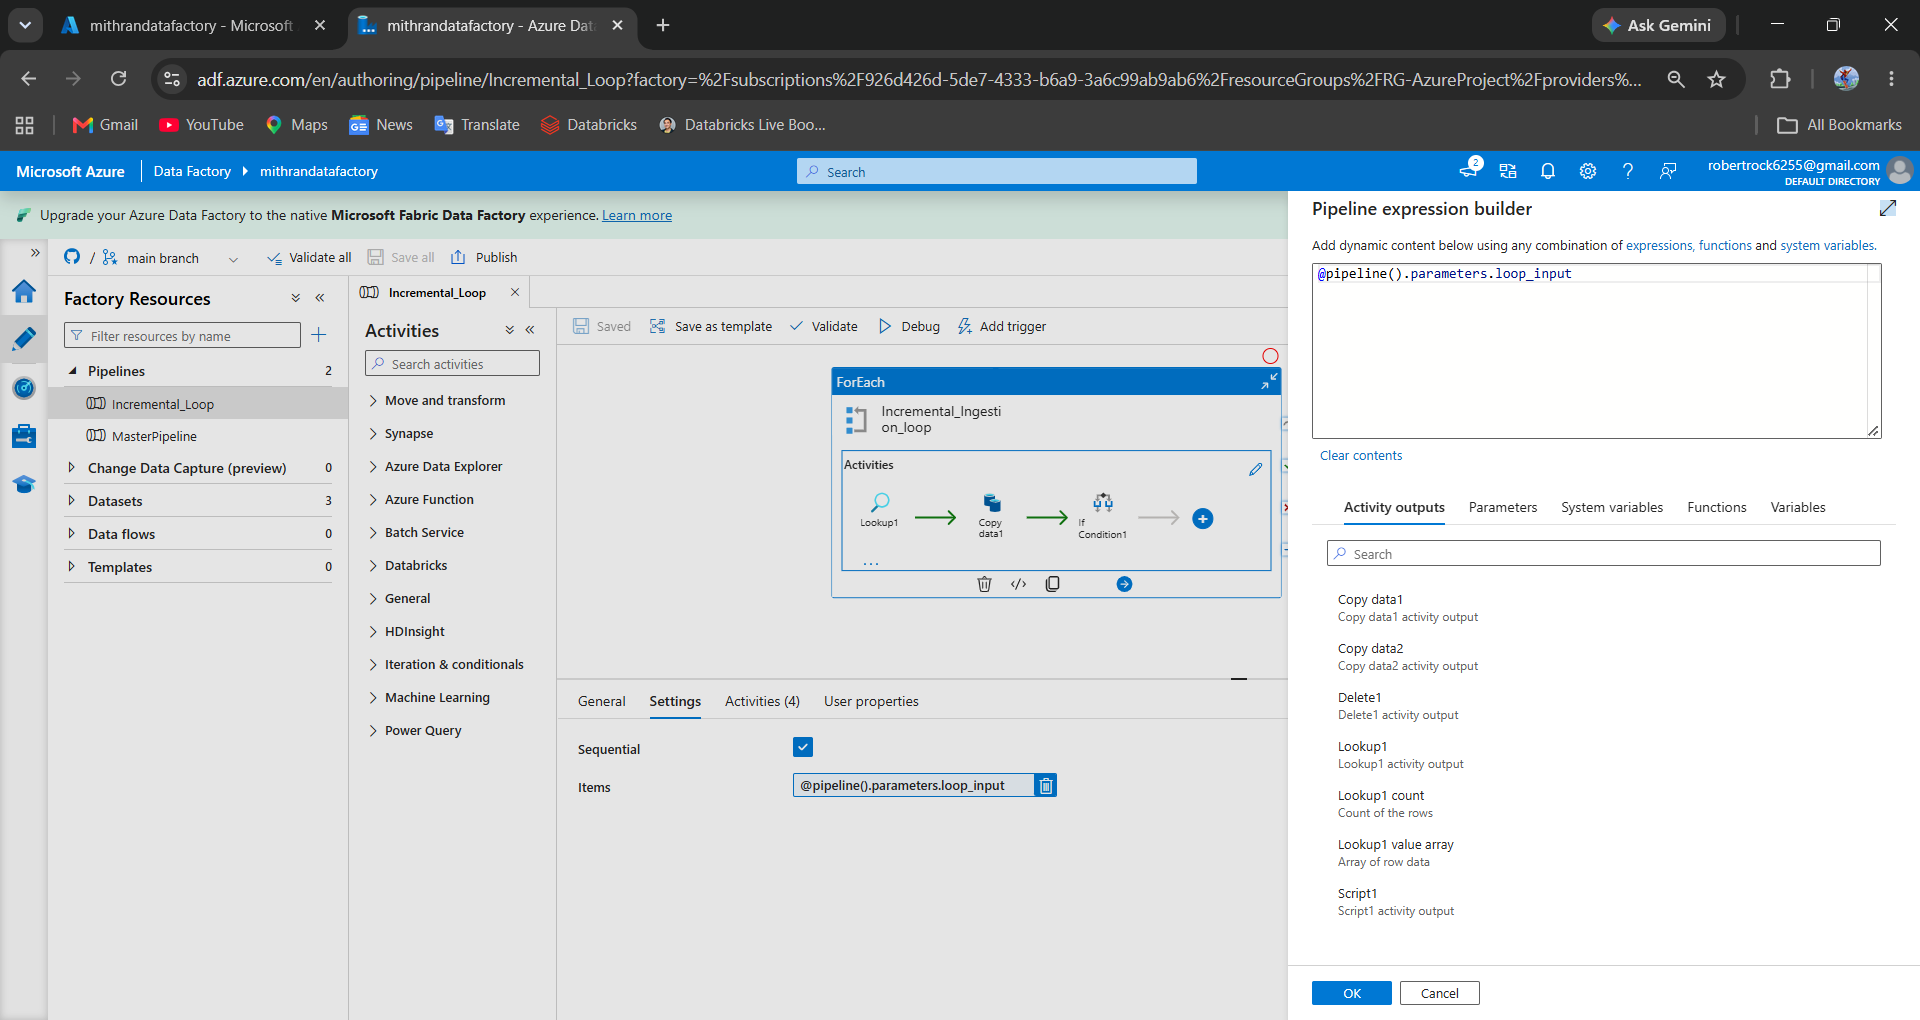 mithrandatafactory - Microsoft
mithrandatafactory - Azure Dat
Ask Gemini
adf.azure.com/en/authoring/pipeline/Incremental_Loop?factory=%2Fsubscriptions%2F926d426d-5de7-4333-b6a9-3a6c99ab9ab6%2FresourceGroups%2FRG-AzureProject%2Fproviders%...
Gmail
YouTube
Maps
News
Translate
Databricks
Databricks Live Boo...
All Bookmarks
Microsoft Azure
Data Factory
mithrandatafactory
Search
2
robertrock6255@gmail.com
DEFAULT DIRECTORY
Upgrade your Azure Data Factory to the native Microsoft Fabric Data Factory experience. Learn more
/ main branch
Validate all
Save all
Publish
Factory Resources
Filter resources by name
Pipelines 2
Incremental_Loop
MasterPipeline
Change Data Capture (preview) 0
Datasets 3
Data flows 0
Templates 0
Incremental_Loop
Activities
Search activities
Move and transform
Synapse
Azure Data Explorer
Azure Function
Batch Service
Databricks
General
HDInsight
Iteration & conditionals
Machine Learning
Power Query
Saved
Save as template
Validate
Debug
Add trigger
ForEach
Incremental_Ingesti
on_loop
Activities
Lookup1
Copy
data1
If
Condition1
...
General
Settings
Activities (4)
User properties
Sequential
Items
@pipeline().parameters.loop_input
Pipeline expression builder
Add dynamic content below using any combination of expressions, functions and system variables.
@pipeline().parameters.loop_input
Clear contents
Activity outputs
Parameters
System variables
Functions
Variables
Search
Copy data1
Copy data1 activity output
Copy data2
Copy data2 activity output
Delete1
Delete1 activity output
Lookup1
Lookup1 activity output
Lookup1 count
Count of the rows
Lookup1 value array
Array of row data
Script1
Script1 activity output
OK
Cancel